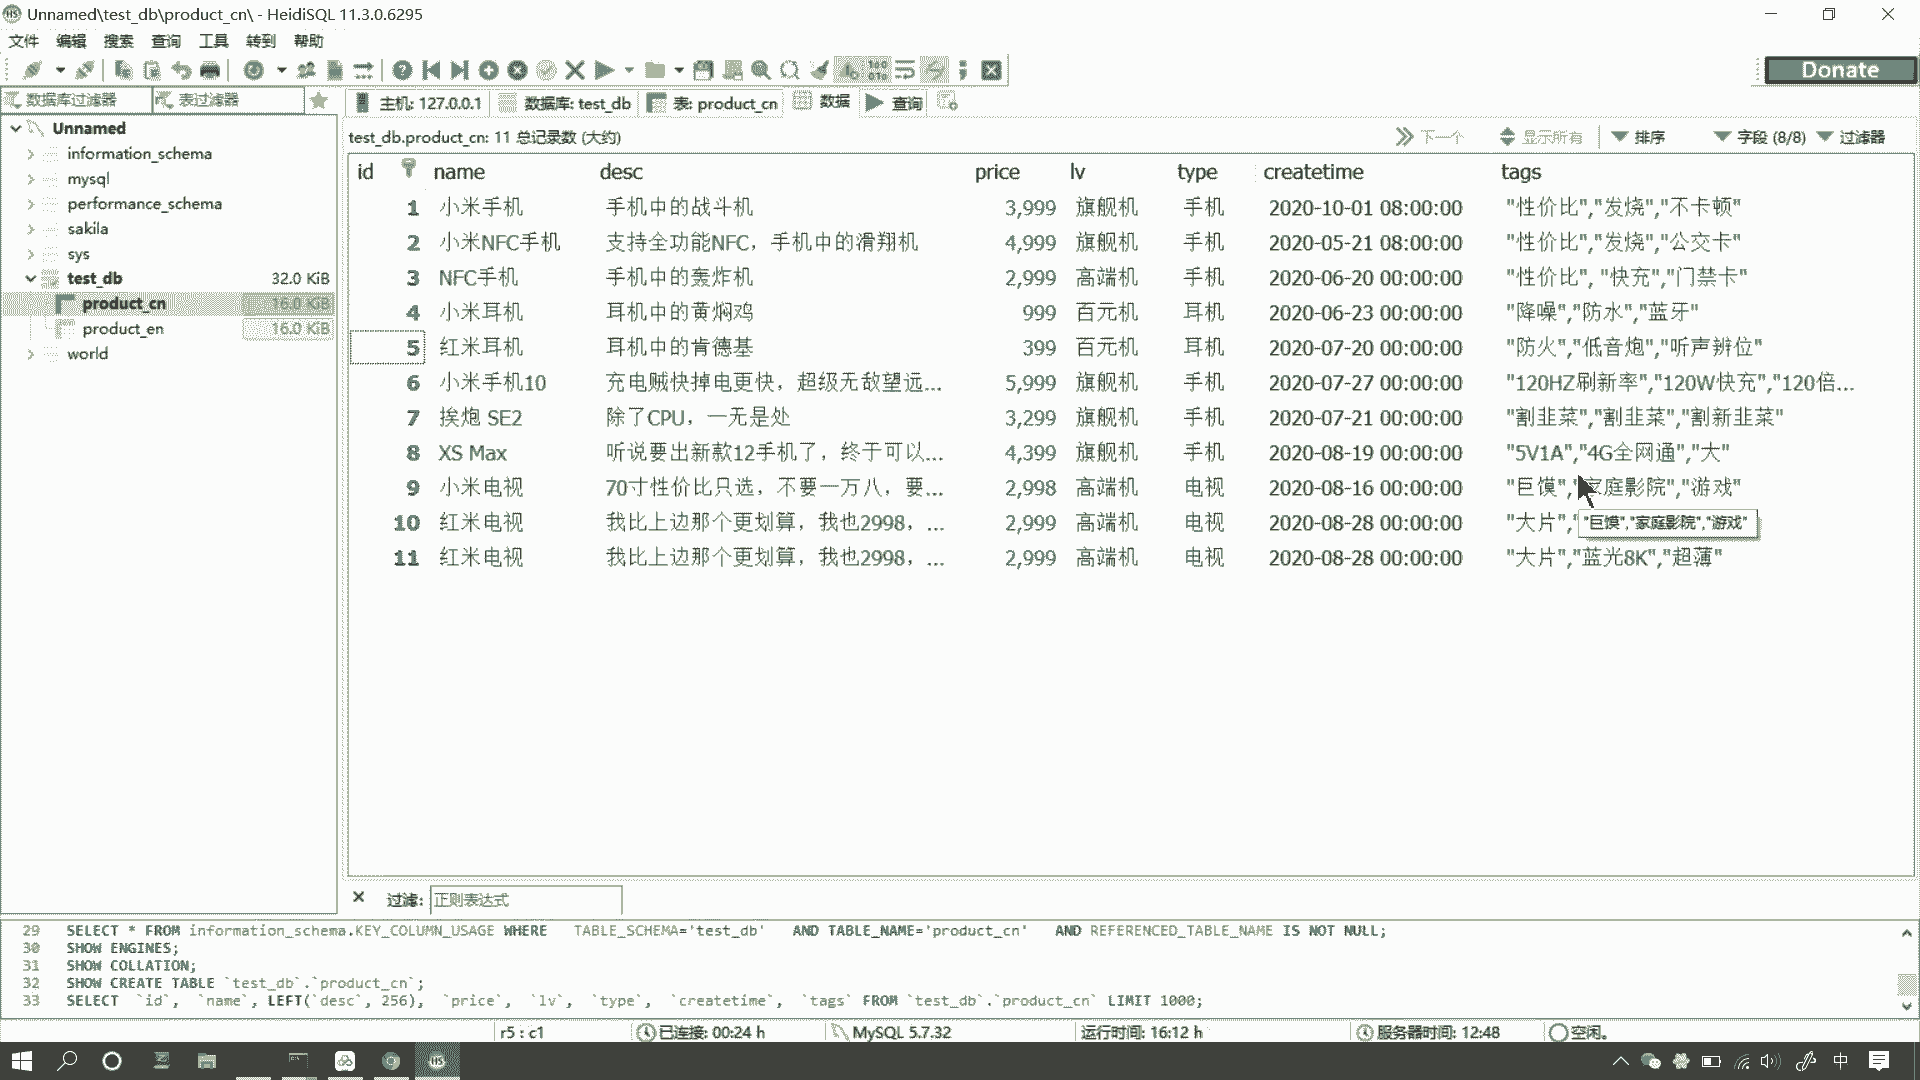 Unnamed\test_db\product_cn\ - HeidiSQL 11.3.0.6295
文件 编辑 搜索 查询 工具 转到 帮助
Donate
数据库过滤器 表过滤器
主机: 127.0.0.1 数据库: test_db 表: product_cn 数据 查询
Unnamed
information_schema
mysql
performance_schema
sakila
sys
test_db 32.0 KiB
product_cn 16.0 KiB
product_en 16.0 KiB
world
test_db.product_cn: 11 总记录数 (大约) 下一个 显示所有 排序 字段 (8/8) 过滤器
id name desc price lv type createtime tags
1 小米手机 手机中的战斗机 3,999 旗舰机 手机 2020-10-01 08:00:00 "性价比","发烧","不卡顿"
2 小米NFC手机 支持全功能NFC，手机中的滑翔机 4,999 旗舰机 手机 2020-05-21 08:00:00 "性价比","发烧","公交卡"
3 NFC手机 手机中的轰炸机 2,999 高端机 手机 2020-06-20 00:00:00 "性价比", "快充","门禁卡"
4 小米耳机 耳机中的黄焖鸡 999 百元机 耳机 2020-06-23 00:00:00 "降噪","防水","蓝牙"
5 红米耳机 耳机中的肯德基 399 百元机 耳机 2020-07-20 00:00:00 "防火","低音炮","听声辨位"
6 小米手机10 充电贼快掉电更快，超级无敌望远... 5,999 旗舰机 手机 2020-07-27 00:00:00 "120HZ刷新率","120W快充","120倍...
7 挨炮 SE2 除了CPU，一无是处 3,299 旗舰机 手机 2020-07-21 00:00:00 "割韭菜","割韭菜","割新韭菜"
8 XS Max 听说要出新款12手机了，终于可以... 4,399 旗舰机 手机 2020-08-19 00:00:00 "5V1A","4G全网通","大"
9 小米电视 70寸性价比只选，不要一万八，要... 2,998 高端机 电视 2020-08-16 00:00:00 "巨馍","家庭影院","游戏"
10 红米电视 我比上边那个更划算，我也2998，... 2,999 高端机 电视 2020-08-28 00:00:00 "大片",
"巨馍","家庭影院","游戏"
11 红米电视 我比上边那个更划算，我也2998，... 2,999 高端机 电视 2020-08-28 00:00:00 "大片","蓝光8K","超薄"
过滤: 正则表达式
29 SELECT * FROM information_schema.KEY_COLUMN_USAGE WHERE TABLE_SCHEMA='test_db' AND TABLE_NAME='product_cn' AND REFERENCED_TABLE_NAME IS NOT NULL;
30 SHOW ENGINES;
31 SHOW COLLATION;
32 SHOW CREATE TABLE `test_db`.`product_cn`;
33 SELECT `id`, `name`, LEFT(`desc`, 256), `price`, `lv`, `type`, `createtime`, `tags` FROM `test_db`.`product_cn` LIMIT 1000;
r5 : c1 已连接: 00:24 h MySQL 5.7.32 运行时间: 16:12 h 服务器时间: 12:48 空闲。
中